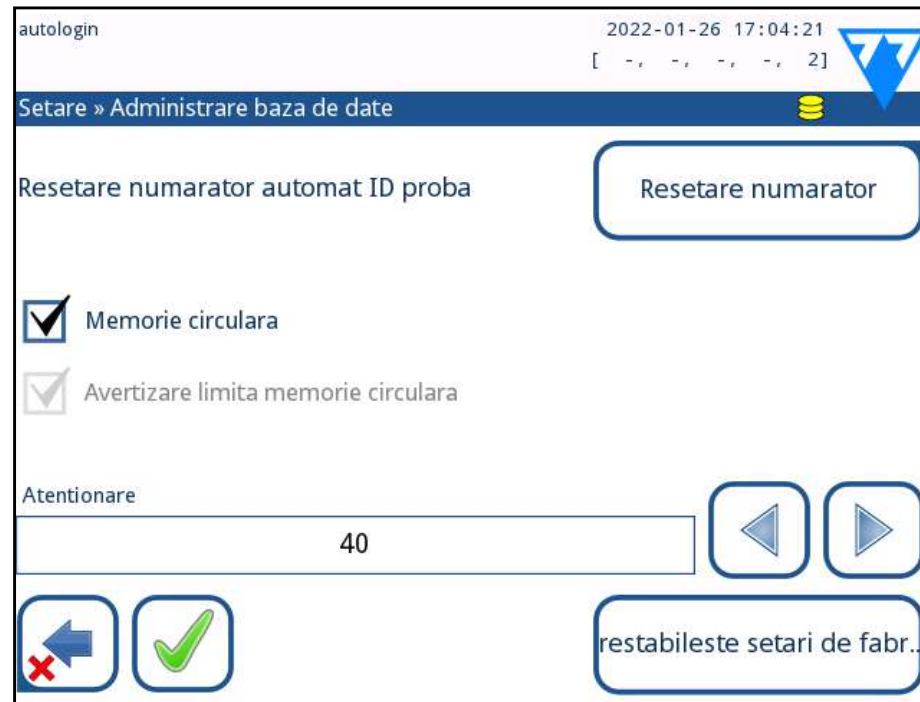 autologin
2022-01-26 17:04:21
[ -, -, -, -, 2]
Setare » Administrare baza de date
Resetare numarator automat ID proba
Resetare numarator
Memorie circulara
Avertizare limita memorie circulara
Atentionare
40
restabileste setari de fabr..